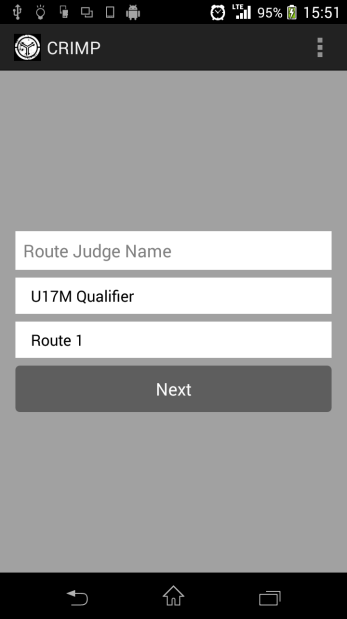 LTE 95% 15:51
CRIMP
Route Judge Name
U17M Qualifier
Route 1
Next